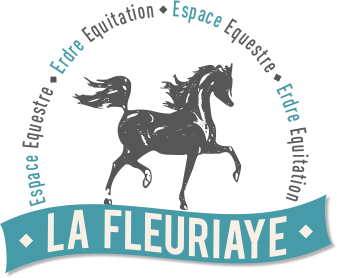 Espace Equestre ◆ Erdre Equitation ◆ Espace Equestre ◆ Erdre Equitation
◆ LA FLEURIAYE ◆